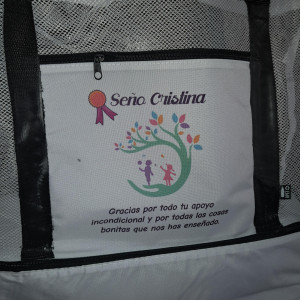 Seño Cristina
Gracias por todo tu apoyo
incondicional y por todas las cosas
bonitas que nos has enseñado.